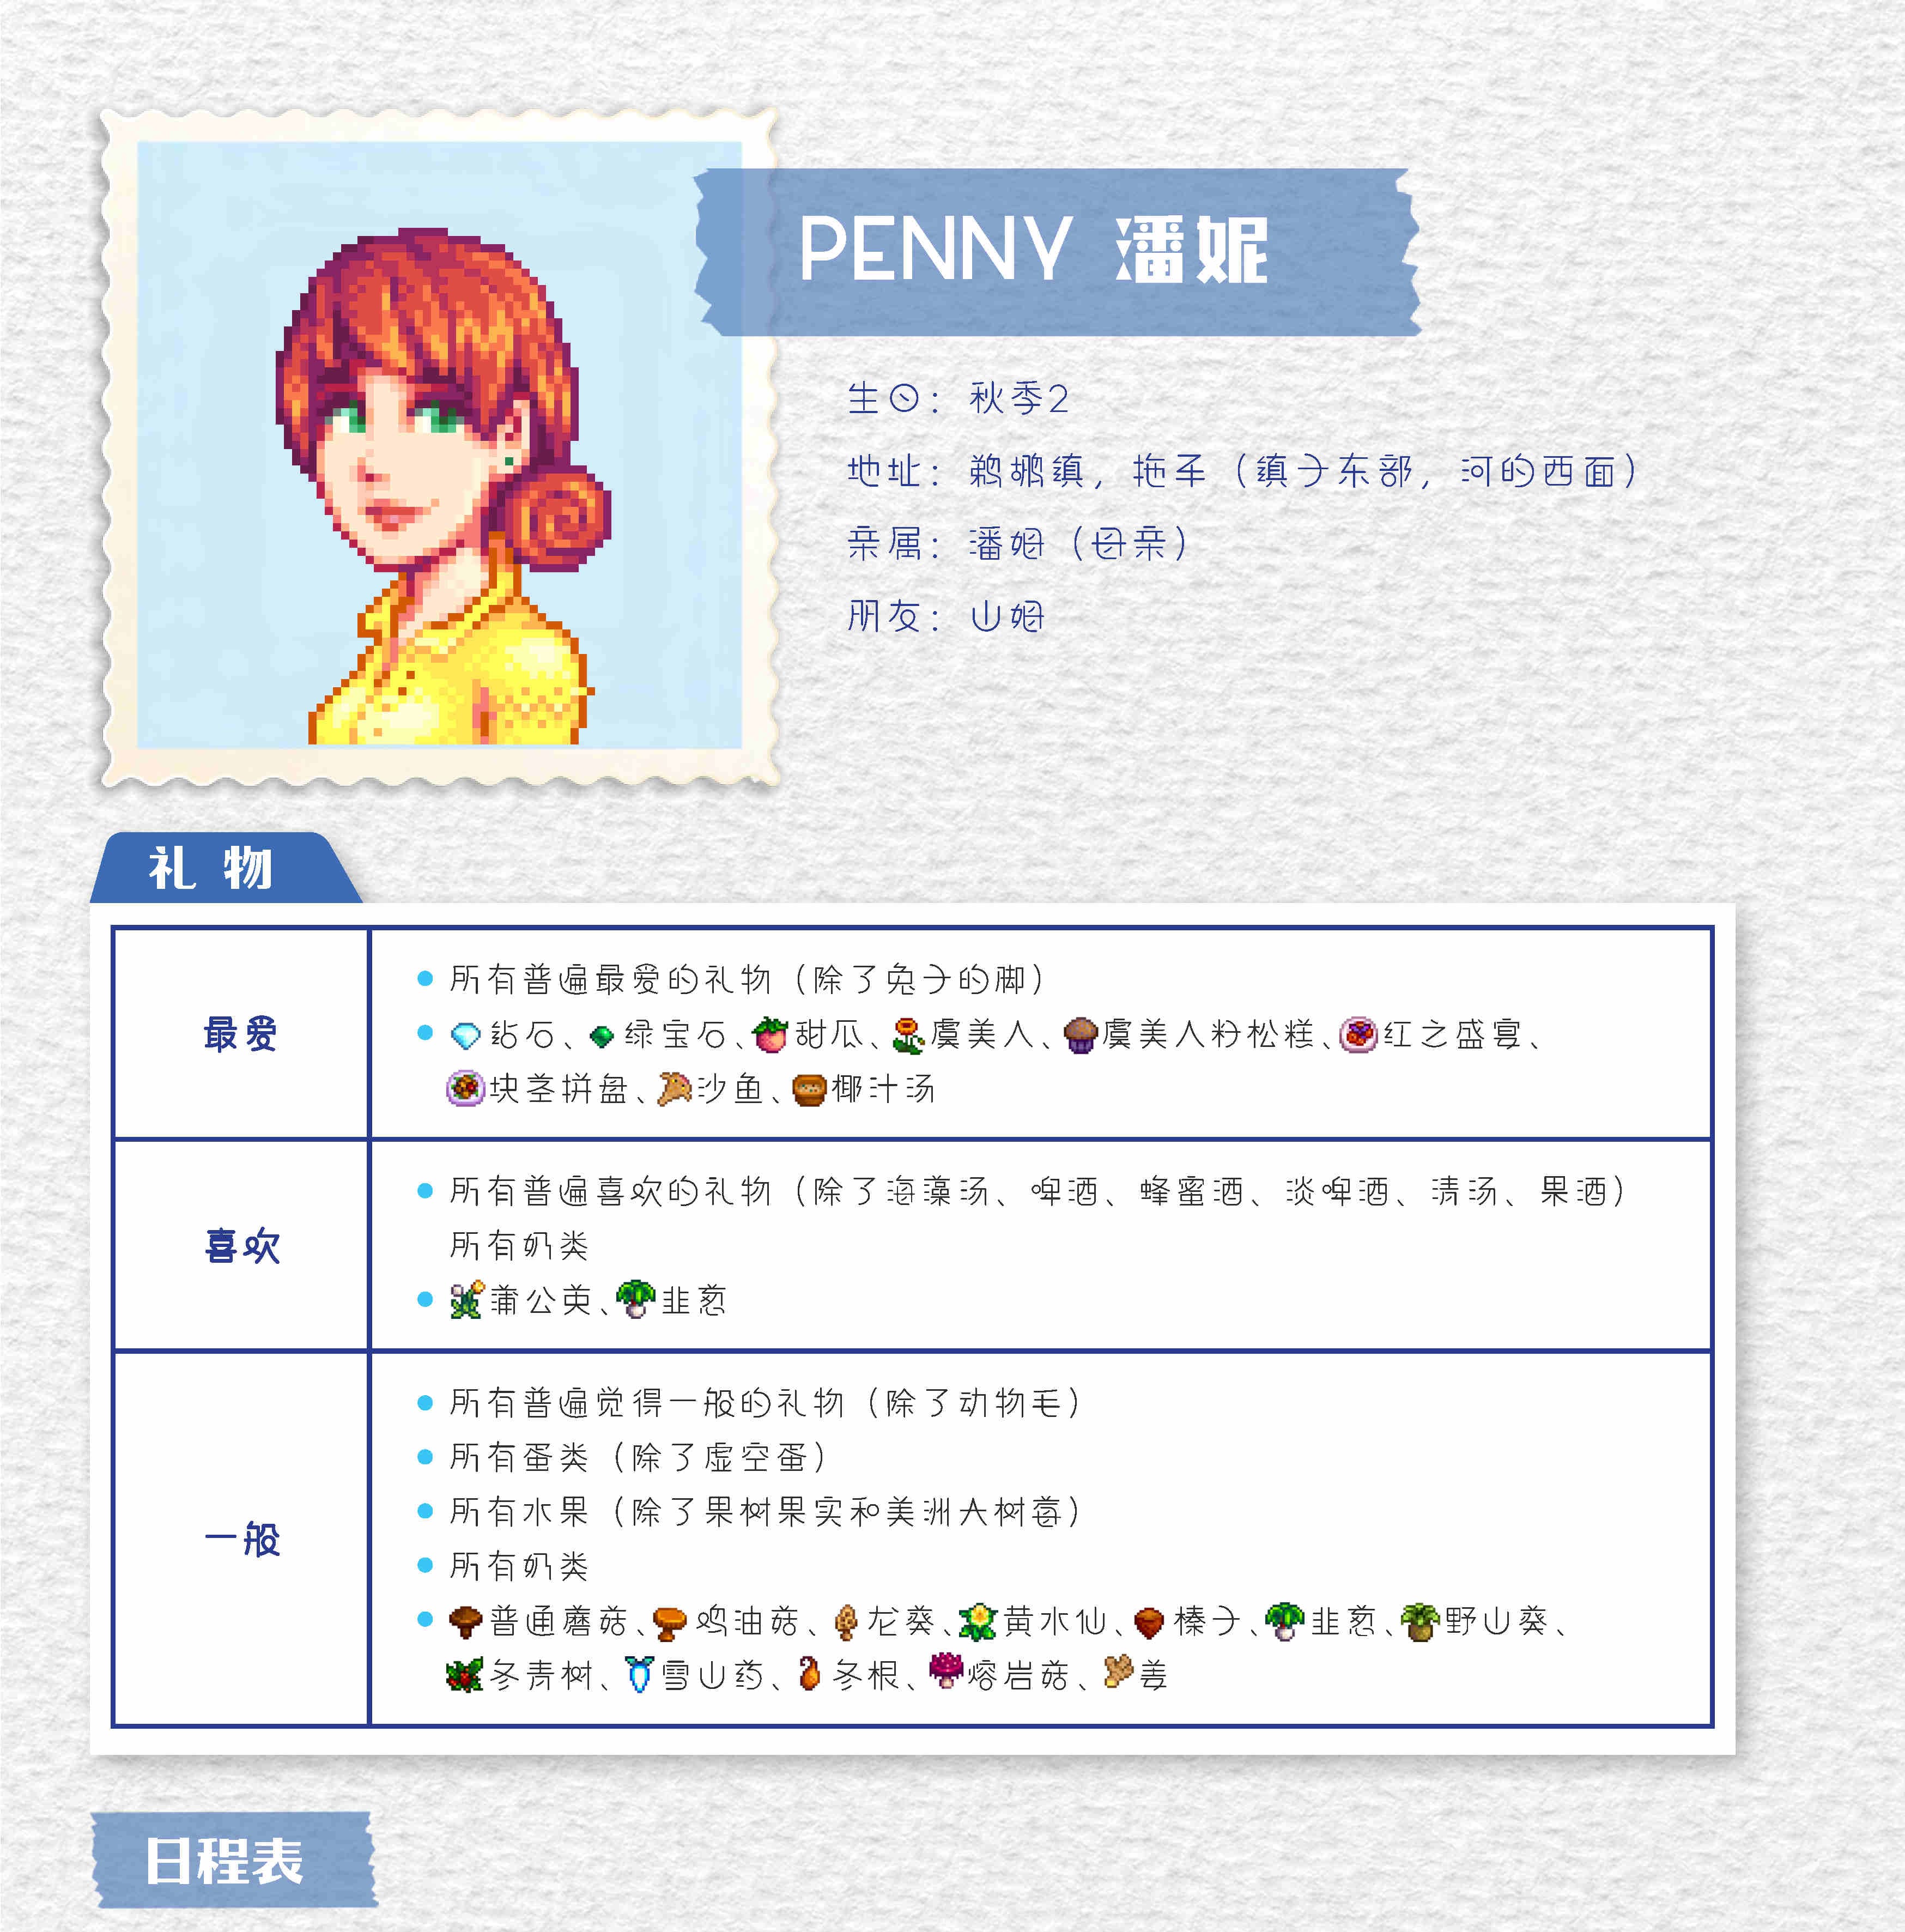 PENNY 潘妮
生日：秋季2
地址：鹈鹕镇，拖车（镇子东部，河的西面）
亲属：潘姆（母亲）
朋友：山姆
礼 物
最爱
所有普遍最爱的礼物（除了兔子的脚）
钻石、绿宝石、甜瓜、虞美人、虞美人籽松糕、红之盛宴、
块茎拼盘、沙鱼、椰汁汤
喜欢
所有普遍喜欢的礼物（除了海藻汤、啤酒、蜂蜜酒、淡啤酒、清汤、果酒）
所有奶类
蒲公英、韭葱
一般
所有普遍觉得一般的礼物（除了动物毛）
所有蛋类（除了虚空蛋）
所有水果（除了果树果实和美洲大树莓）
所有奶类
普通蘑菇、鸡油菇、龙葵、黄水仙、榛子、韭葱、野山葵、
冬青树、雪山药、冬根、熔岩菇、姜
日程表